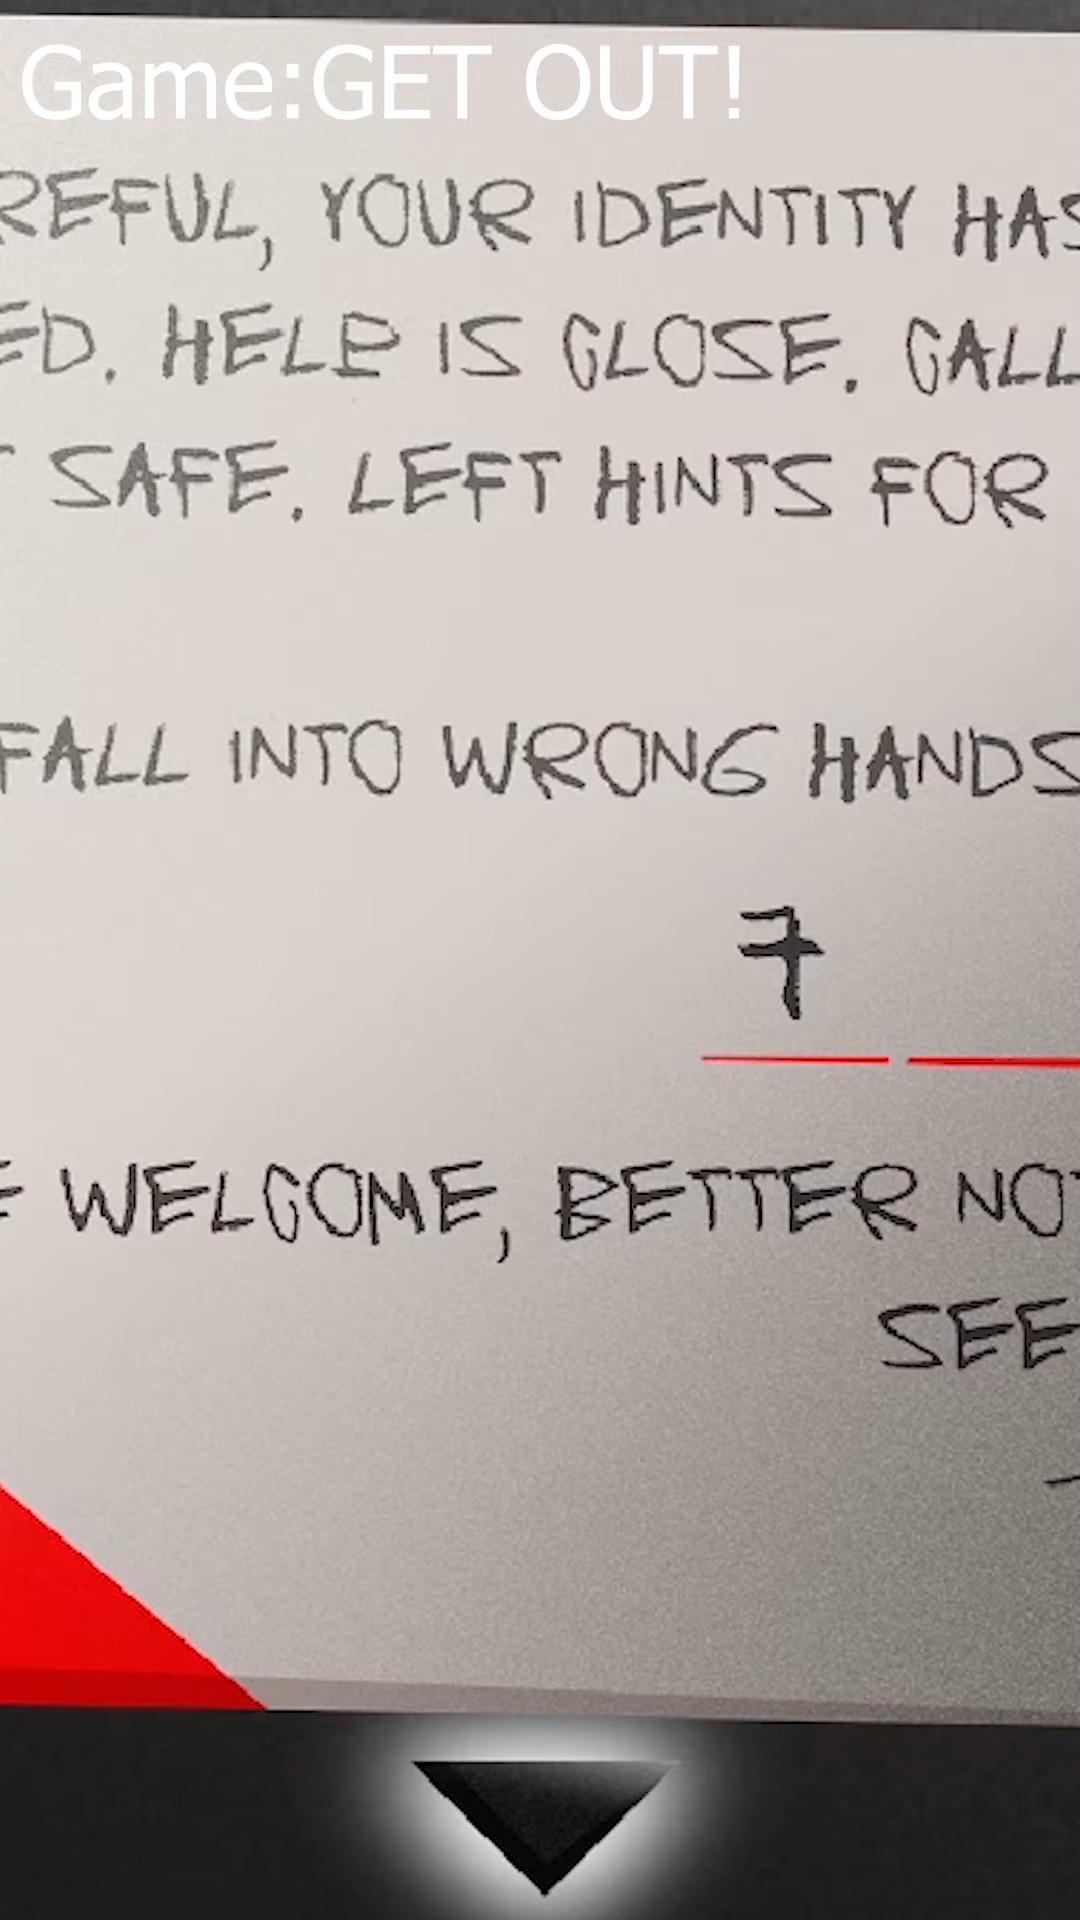 Game:GET OUT!
REFUL, YOUR IDENTITY HAS
ED. HELP IS CLOSE. CALL
SAFE. LEFT HINTS FOR
FALL INTO WRONG HANDS
7
E WELCOME, BETTER NOT
SEE